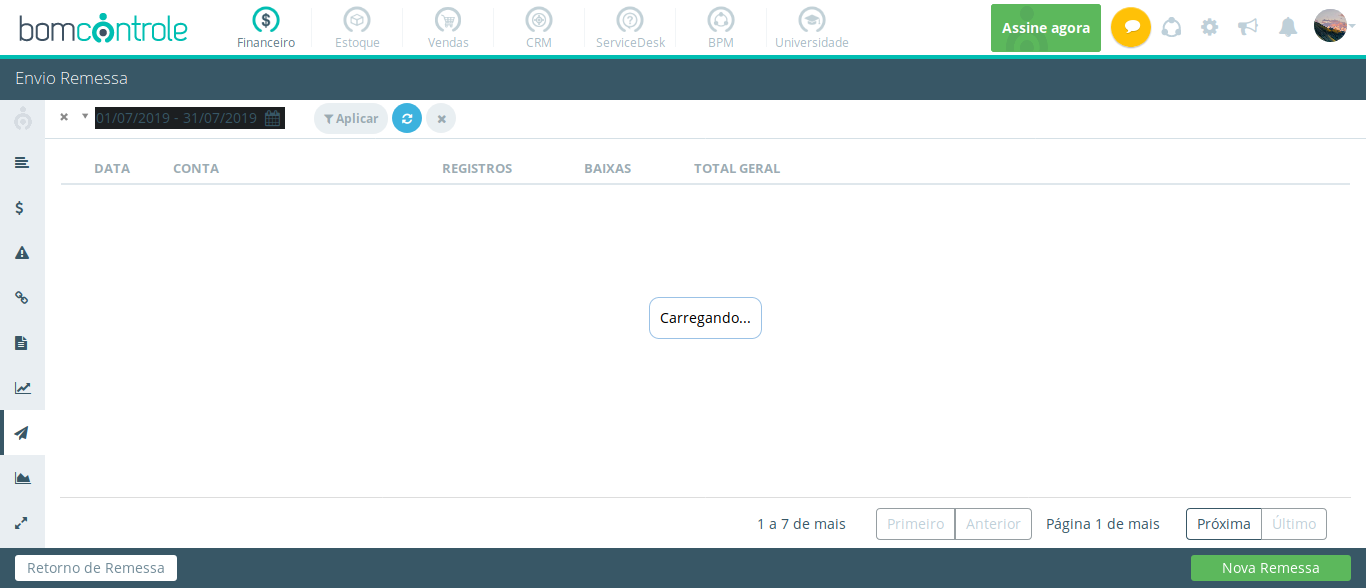 bomcontrole
Financeiro Estoque Vendas CRM ServiceDesk BPM Universidade
Assine agora
Envio Remessa
01/07/2019 - 31/07/2019 Aplicar
DATA CONTA REGISTROS BAIXAS TOTAL GERAL
Carregando...
1 a 7 de mais Primeiro Anterior Página 1 de mais Próxima Último
Retorno de Remessa Nova Remessa